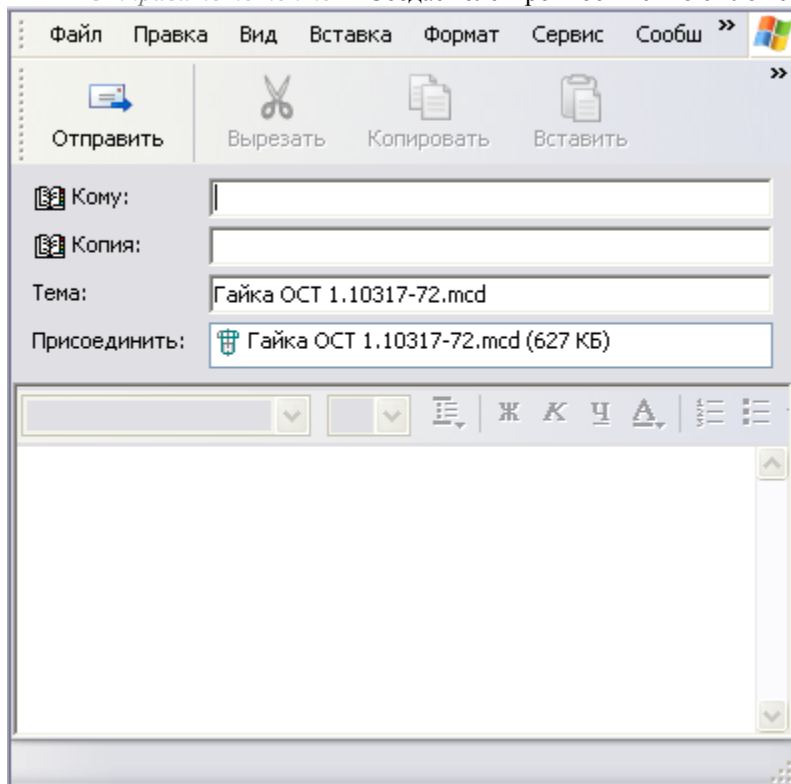 Файл Правка Вид Вставка Формат Сервис Сообщ »
»
Отправить Вырезать Копировать Вставить
Кому:
Копия:
Тема: Гайка ОСТ 1.10317-72.mcd
Присоединить: Гайка ОСТ 1.10317-72.mcd (627 КБ)
Ж К Ч А